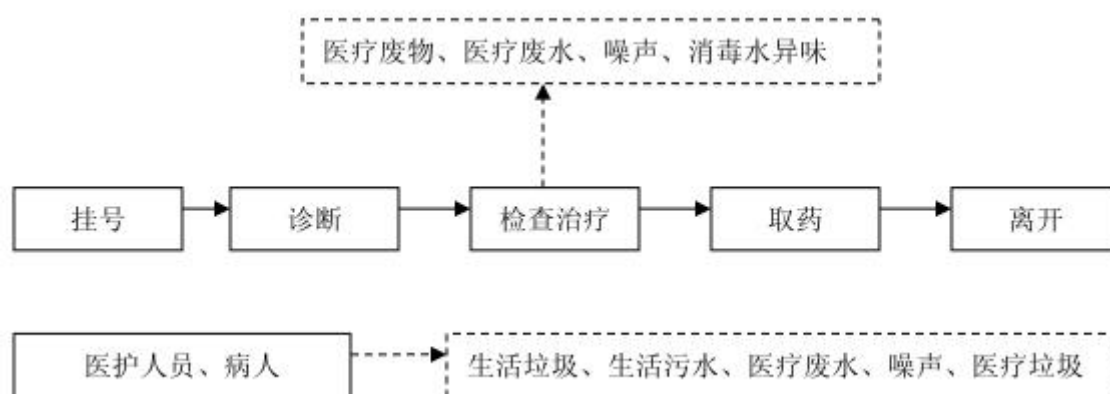 医疗废物、医疗废水、噪声、消毒水异味
挂号
诊断
检查治疗
取药
离开
医护人员、病人
生活垃圾、生活污水、医疗废水、噪声、医疗垃圾